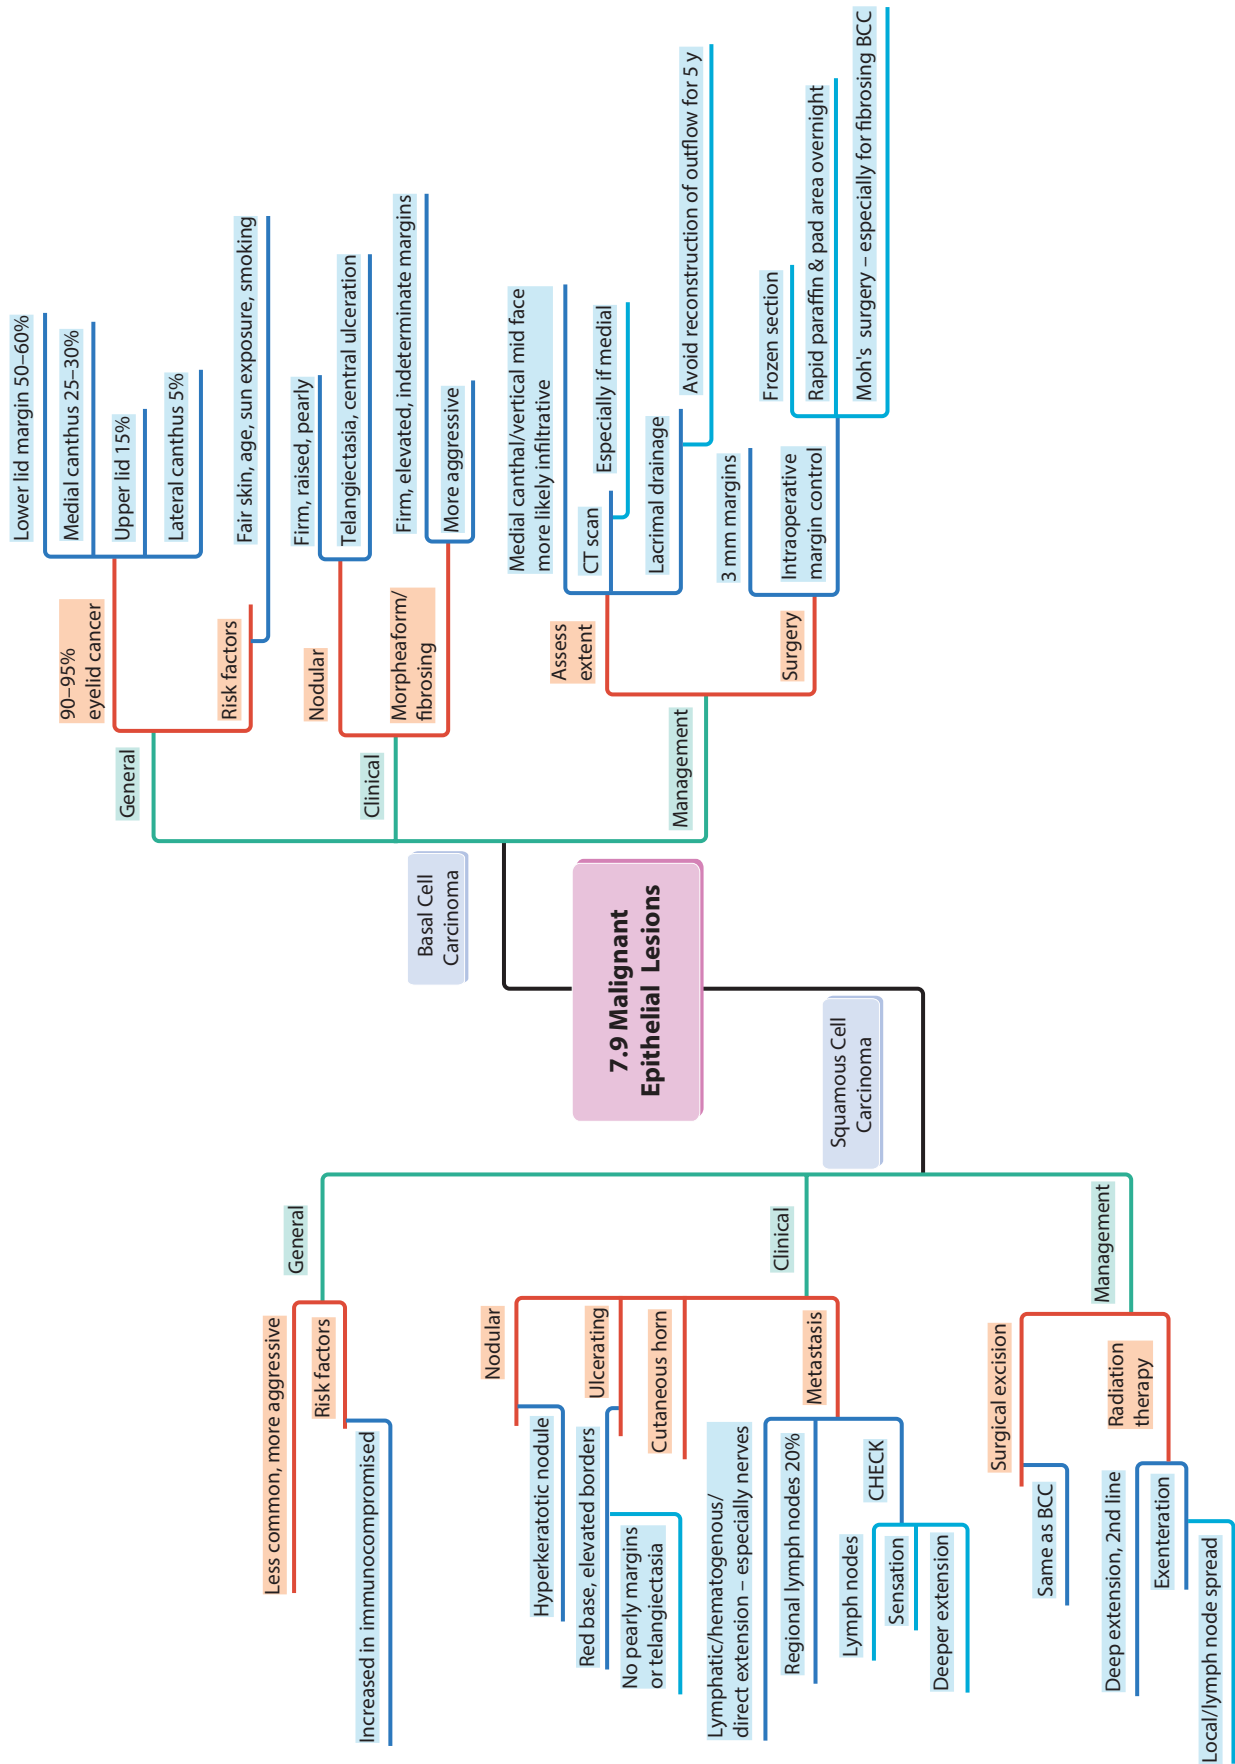 7.9 Malignant
Epithelial Lesions
Basal Cell
Carcinoma
General
90–95%
eyelid cancer
Lower lid margin 50–60%
Medial canthus 25–30%
Upper lid 15%
Lateral canthus 5%
Risk factors
Fair skin, age, sun exposure, smoking
Clinical
Nodular
Firm, raised, pearly
Telangiectasia, central ulceration
Morpheaform/
fibrosing
Firm, elevated, indeterminate margins
More aggressive
Management
Assess
extent
Medial canthal/vertical mid face
more likely infiltrative
CT scan
Especially if medial
Lacrimal drainage
Avoid reconstruction of outflow for 5 y
Surgery
3 mm margins
Intraoperative
margin control
Frozen section
Rapid paraffin & pad area overnight
Moh's surgery – especially for fibrosing BCC
Squamous Cell
Carcinoma
General
Less common, more aggressive
Risk factors
Increased in immunocompromised
Clinical
Nodular
Hyperkeratotic nodule
Ulcerating
Red base, elevated borders
No pearly margins
or telangiectasia
Cutaneous horn
Metastasis
Lymphatic/hematogenous/
direct extension – especially nerves
Regional lymph nodes 20%
CHECK
Lymph nodes
Sensation
Deeper extension
Management
Surgical excision
Same as BCC
Radiation
therapy
Deep extension, 2nd line
Exenteration
Local/lymph node spread